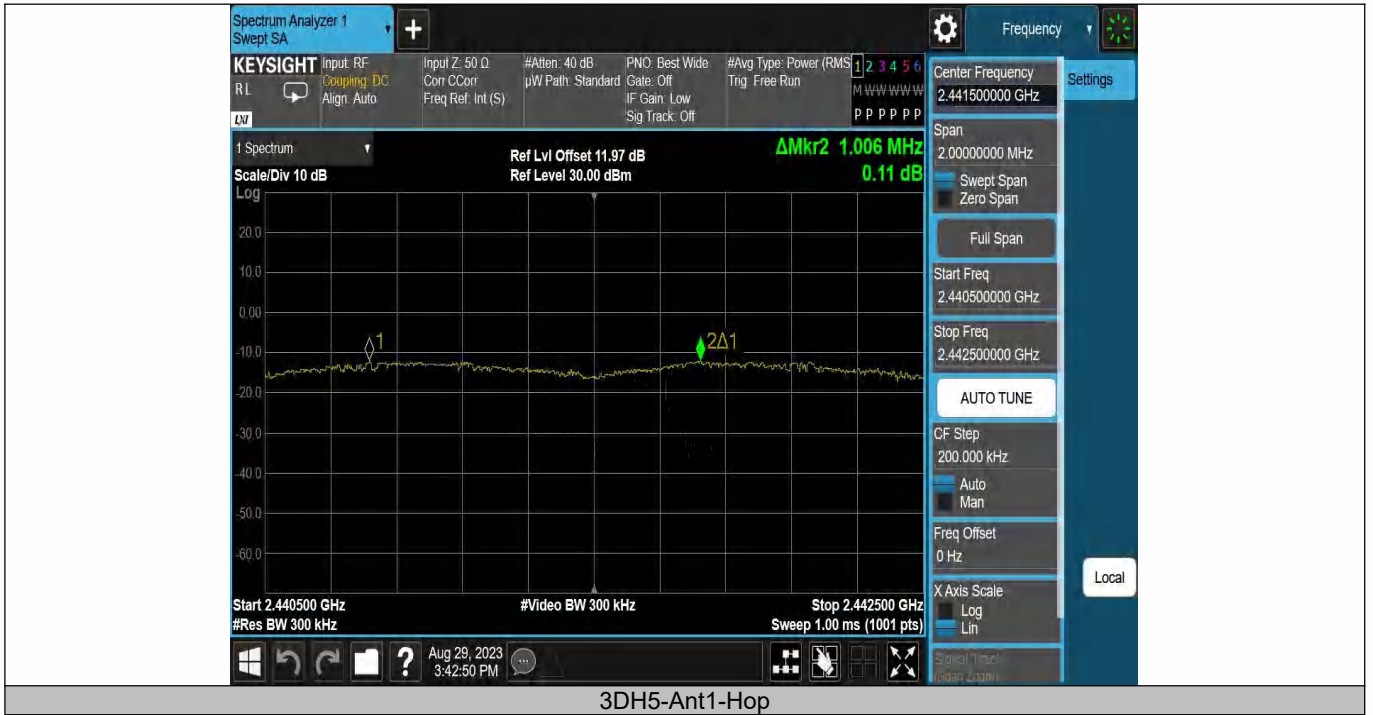 Spectrum Analyzer 1
Swept SA
Frequency
KEYSIGHT
RL
LXI
Input: RF
Coupling: DC
Align: Auto
Input Z: 50 Ω
Corr CCorr
Freq Ref: Int (S)
#Atten: 40 dB
µW Path: Standard
PNO: Best Wide
Gate: Off
IF Gain: Low
Sig Track: Off
#Avg Type: Power (RMS
Trig: Free Run
1 2 3 4 5 6
M W W W W W
P P P P P P
1 Spectrum
Scale/Div 10 dB
Ref Lvl Offset 11.97 dB
Ref Level 30.00 dBm
ΔMkr2 1.006 MHz
0.11 dB
Log
20.0
10.0
0.00
-10.0
-20.0
-30.0
-40.0
-50.0
-60.0
1
2Δ1
Start 2.440500 GHz
#Res BW 300 kHz
#Video BW 300 kHz
Stop 2.442500 GHz
Sweep 1.00 ms (1001 pts)
Center Frequency
2.441500000 GHz
Settings
Span
2.00000000 MHz
Swept Span
Zero Span
Full Span
Start Freq
2.440500000 GHz
Stop Freq
2.442500000 GHz
AUTO TUNE
CF Step
200.000 kHz
Auto
Man
Freq Offset
0 Hz
X Axis Scale
Log
Lin
Signal Track
(Span Zoom)
Local
?
Aug 29, 2023
3:42:50 PM
3DH5-Ant1-Hop